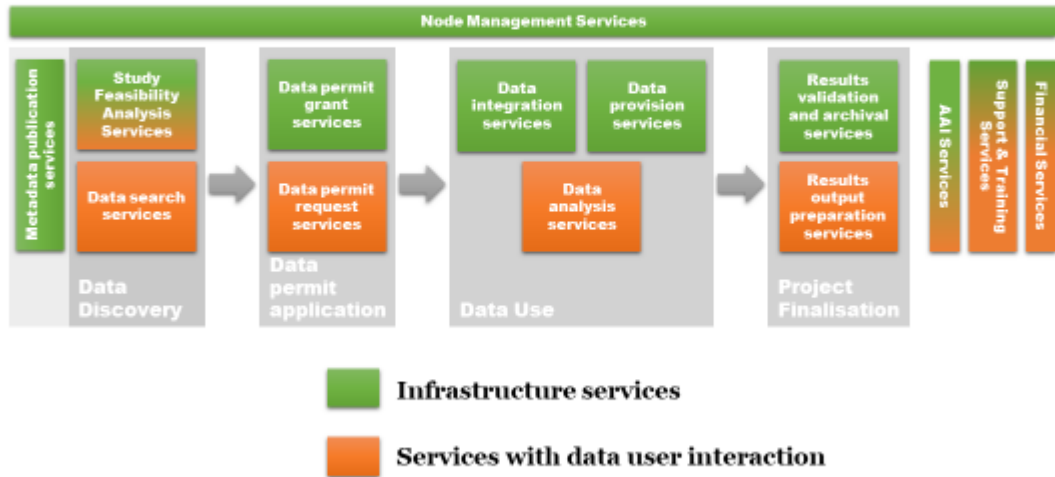 Node Management Services
Metadata publication
services
Study
Feasibility
Analysis
Services
Data search
services
Data
Discovery
Data permit
grant
services
Data permit
request services
Data
permit
application
Data
integration
services
Data
provision
services
Data
analysis
services
Data Use
Results
validation
and archival
services
Results
output
preparation
services
Project
Finalisation
AAI Services
Support & Training
Services
Financial Services
Infrastructure services
Services with data user interaction